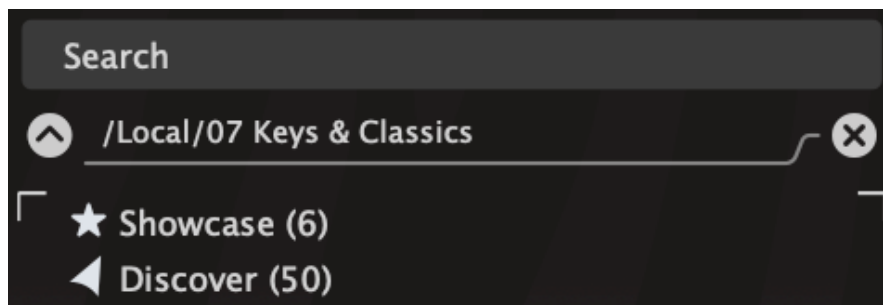 Search
/Local/07 Keys & Classics
Showcase (6)
Discover (50)